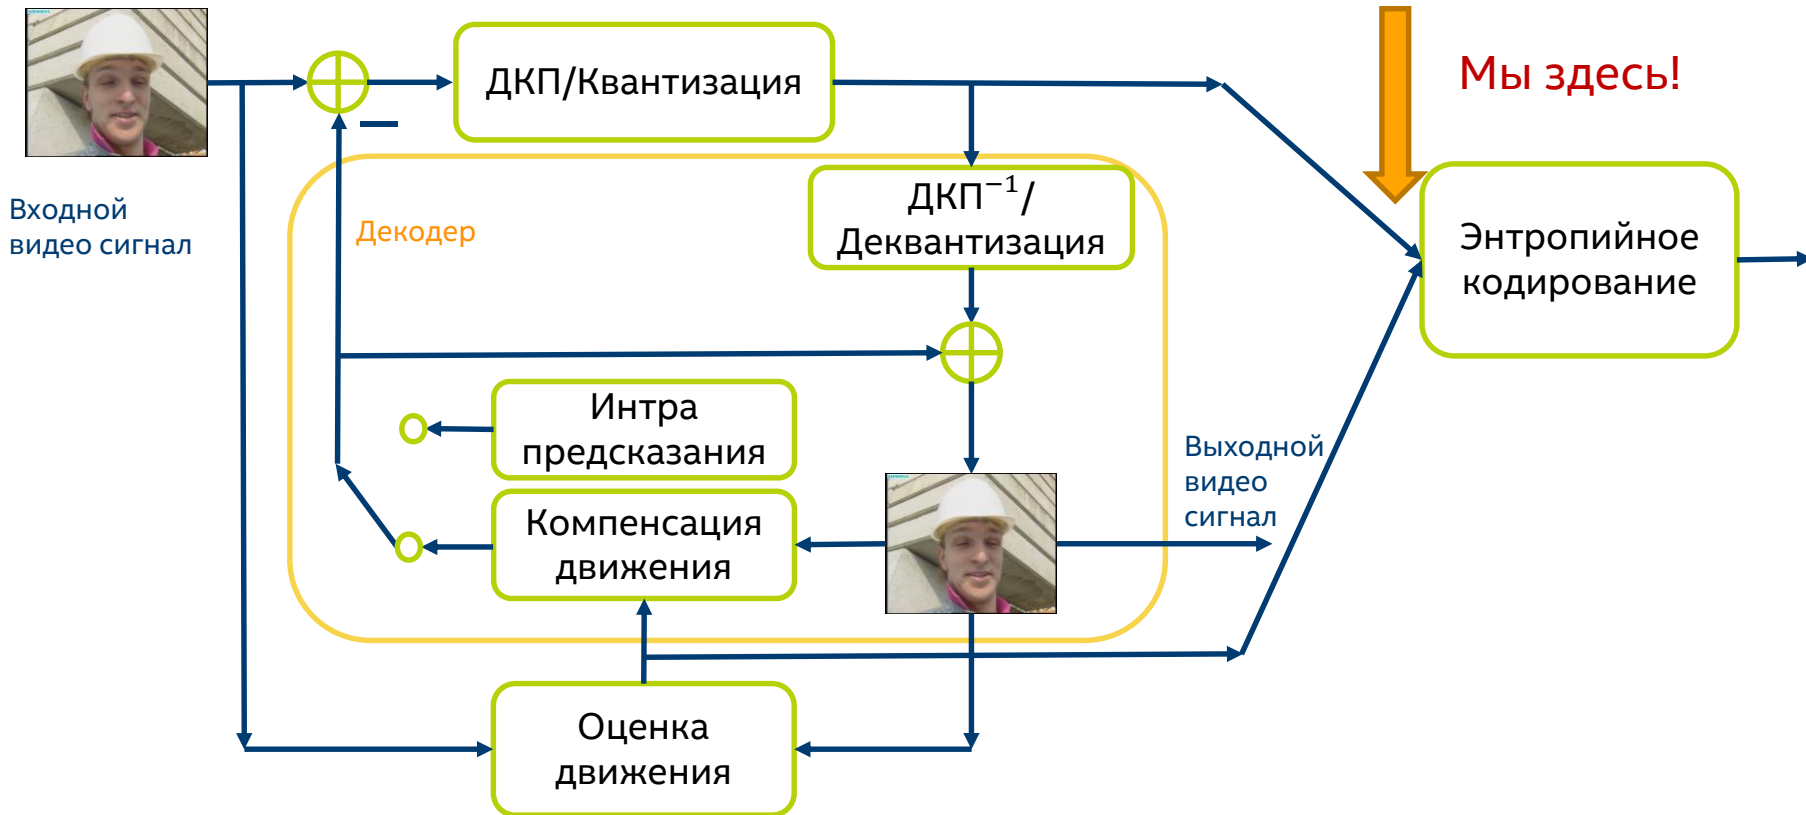 ДКП/Квантизация
Мы здесь!
Входной
видео сигнал
Декодер
ДКП⁻¹/
Деквантизация
Энтропийное
кодирование
Интра
предсказания
Компенсация
движения
Выходной
видео
сигнал
Оценка
движения